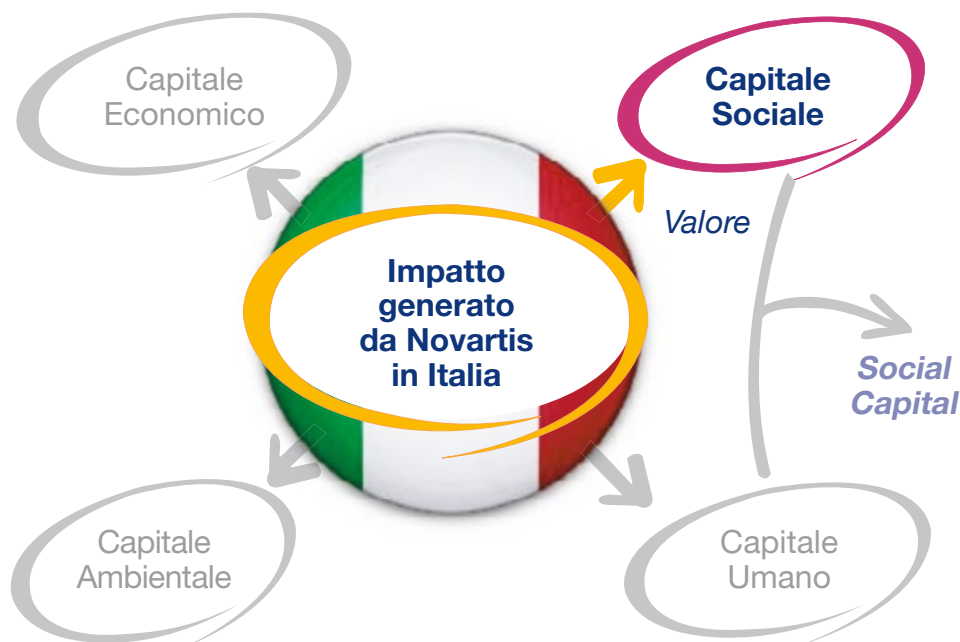 Capitale
Economico
Capitale
Sociale
Valore
Impatto
generato
da Novartis
in Italia
Social
Capital
Capitale
Ambientale
Capitale
Umano